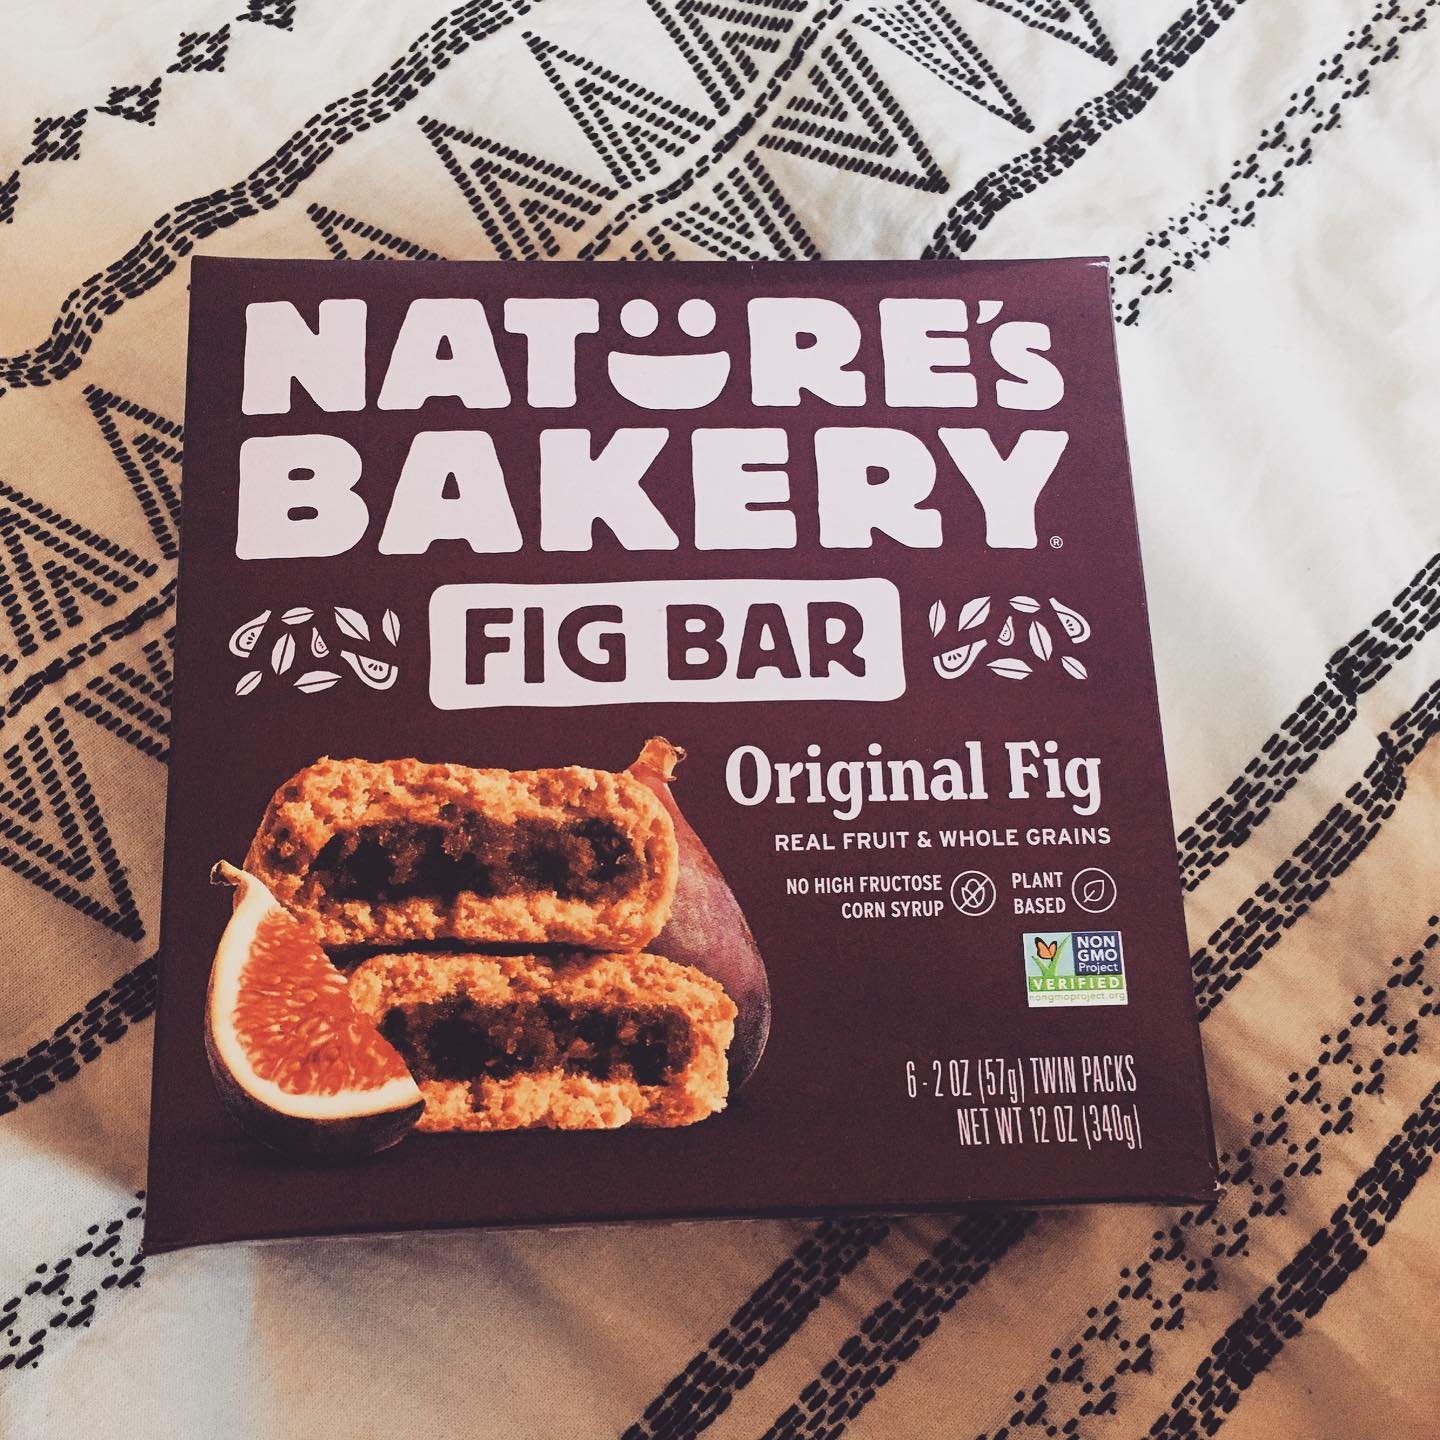 NATÜRE'S
BAKERY®
FIG BAR
Original Fig
REAL FRUIT & WHOLE GRAINS
NO HIGH FRUCTOSE
CORN SYRUP
PLANT
BASED
NON
GMO
Project
VERIFIED
nongmoproject.org
6 - 2 OZ (57g) TWIN PACKS
NET WT 12 OZ (340g)